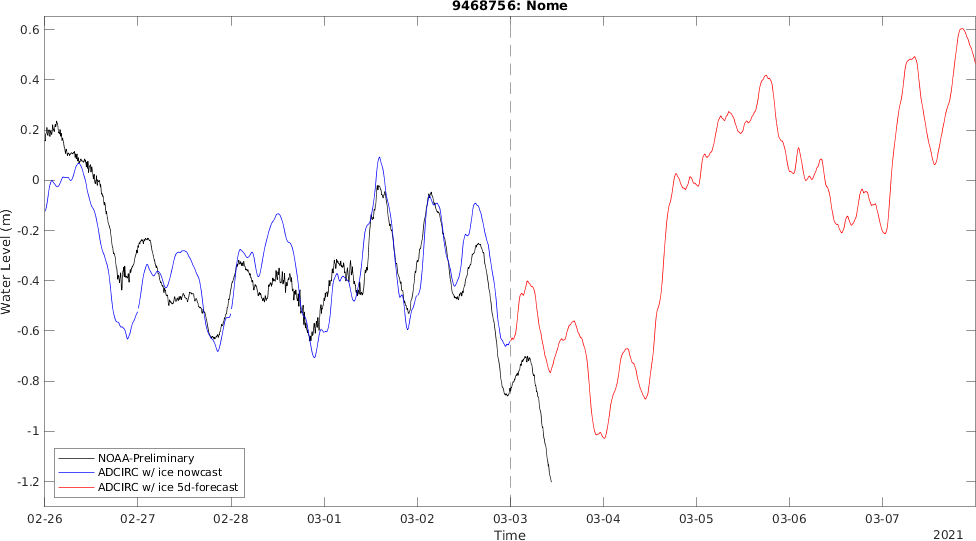 9468756: Nome
0.6
0.4
0.2
0
-0.2
-0.4
-0.6
-0.8
-1
-1.2
Water Level (m)
NOAA-Preliminary
ADCIRC w/ ice nowcast
ADCIRC w/ ice 5d-forecast
02-26 02-27 02-28 03-01 03-02 03-03 03-04 03-05 03-06 03-07
Time
2021